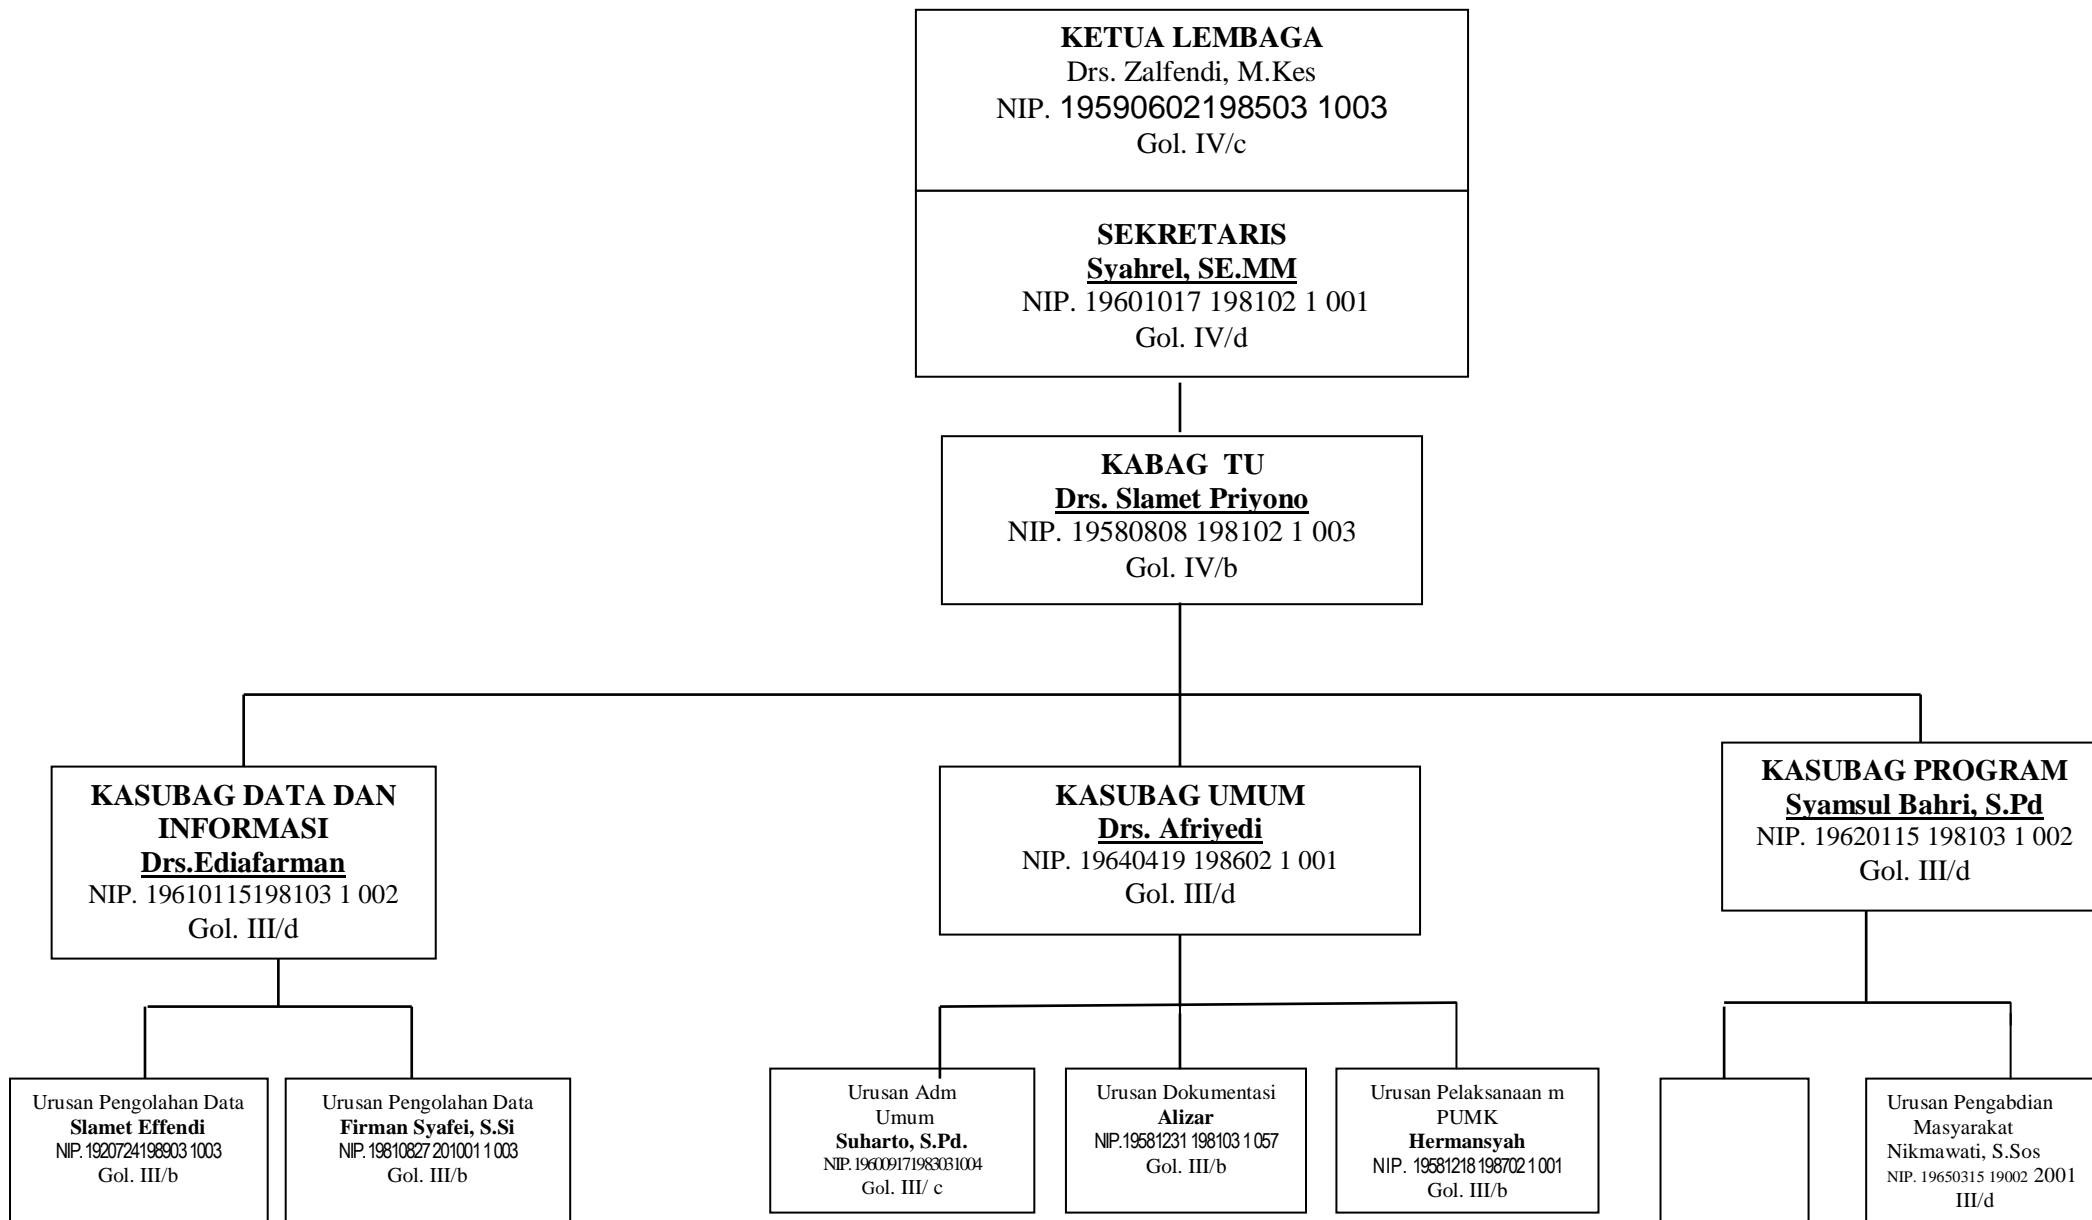 KETUA LEMBAGA
Drs. Zalfendi, M.Kes
NIP. 19590602198503 1003
Gol. IV/c
SEKRETARIS
Syahrel, SE.MM
NIP. 19601017 198102 1 001
Gol. IV/d
KABAG TU
Drs. Slamet Priyono
NIP. 19580808 198102 1 003
Gol. IV/b
KASUBAG DATA DAN
INFORMASI
Drs.Ediafarman
NIP. 19610115198103 1 002
Gol. III/d
KASUBAG UMUM
Drs. Afriyedi
NIP. 19640419 198602 1 001
Gol. III/d
KASUBAG PROGRAM
Syamsul Bahri, S.Pd
NIP. 19620115 198103 1 002
Gol. III/d
Urusan Pengolahan Data
Slamet Effendi
NIP. 1920724198903 1003
Gol. III/b
Urusan Pengolahan Data
Firman Syafei, S.Si
NIP. 19810827 201001 1 003
Gol. III/b
Urusan Adm
Umum
Suharto, S.Pd.
NIP. 196009171983031004
Gol. III/ c
Urusan Dokumentasi
Alizar
NIP. 19581231 198103 1 057
Gol. III/b
Urusan Pelaksanaan m
PUMK
Hermansyah
NIP. 19581218 198702 1 001
Gol. III/b
Urusan Pengabdian
Masyarakat
Nikmawati, S.Sos
NIP. 19650315 19002 2001
III/d